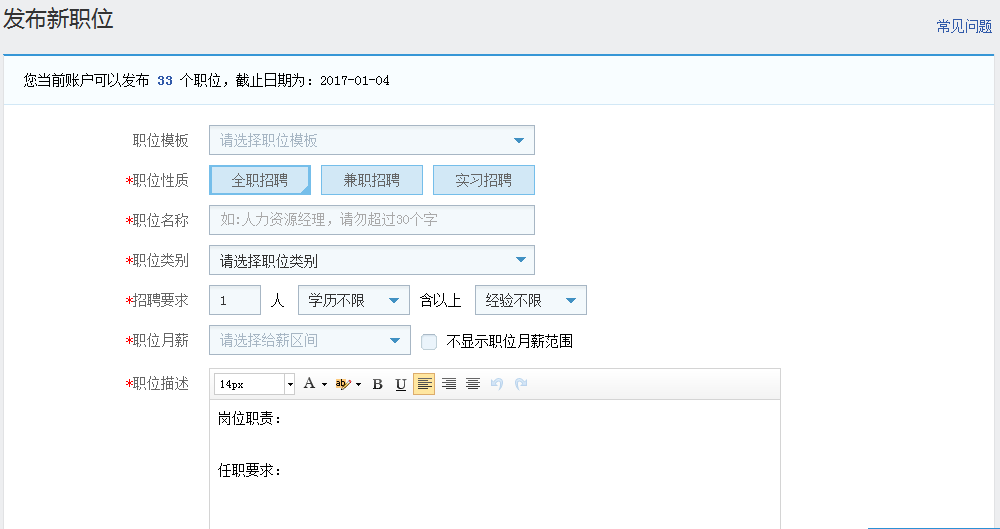 发布新职位
常见问题
您当前账户可以发布 33 个职位，截止日期为：2017-01-04
职位模板 请选择职位模板
*职位性质 全职招聘 兼职招聘 实习招聘
*职位名称 如:人力资源经理，请勿超过30个字
*职位类别 请选择职位类别
*招聘要求 1 人 学历不限 含以上 经验不限
*职位月薪 请选择给薪区间 不显示职位月薪范围
*职位描述 14px A ab B U
岗位职责：
任职要求：